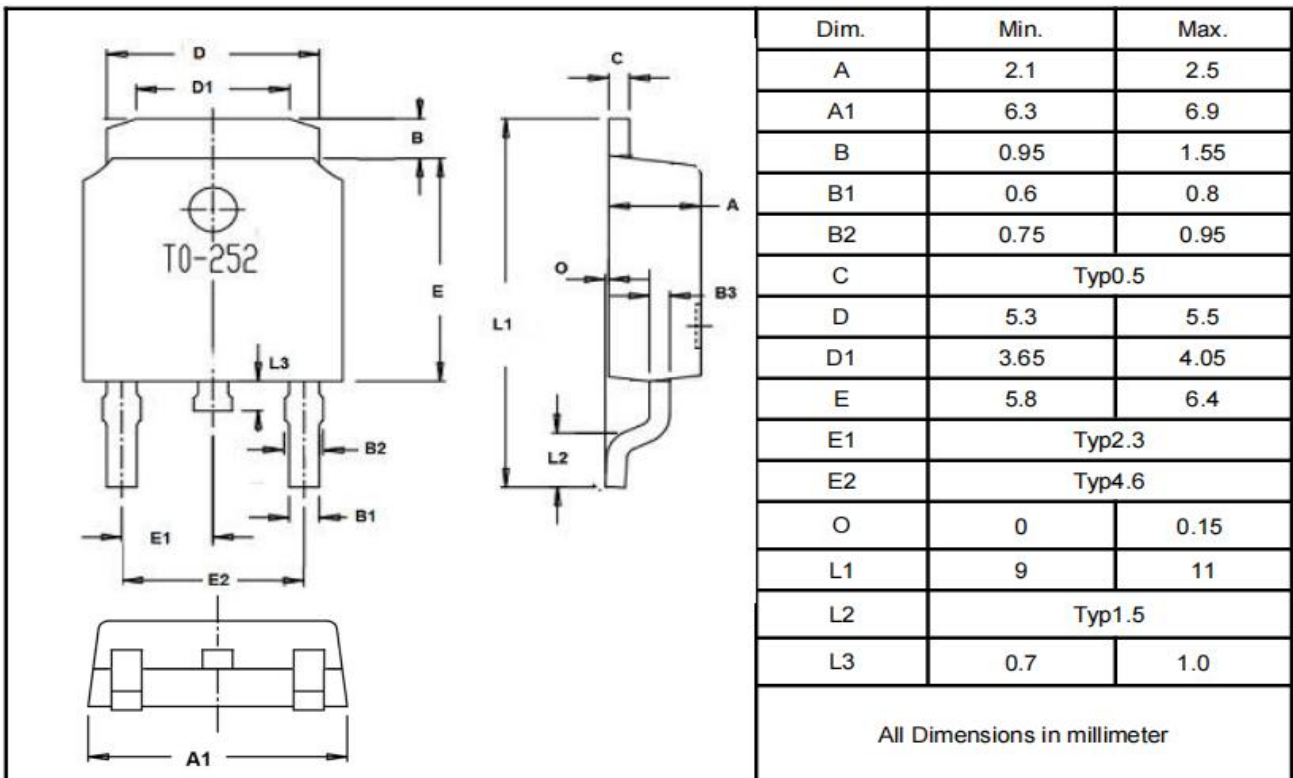 D
D1
B
TO-252
E
L3
B2
B1
E1
E2
A1
C
A
O
B3
L1
L2
Dim. Min. Max.
A 2.1 2.5
A1 6.3 6.9
B 0.95 1.55
B1 0.6 0.8
B2 0.75 0.95
C Typ0.5
D 5.3 5.5
D1 3.65 4.05
E 5.8 6.4
E1 Typ2.3
E2 Typ4.6
O 0 0.15
L1 9 11
L2 Typ1.5
L3 0.7 1.0
All Dimensions in millimeter